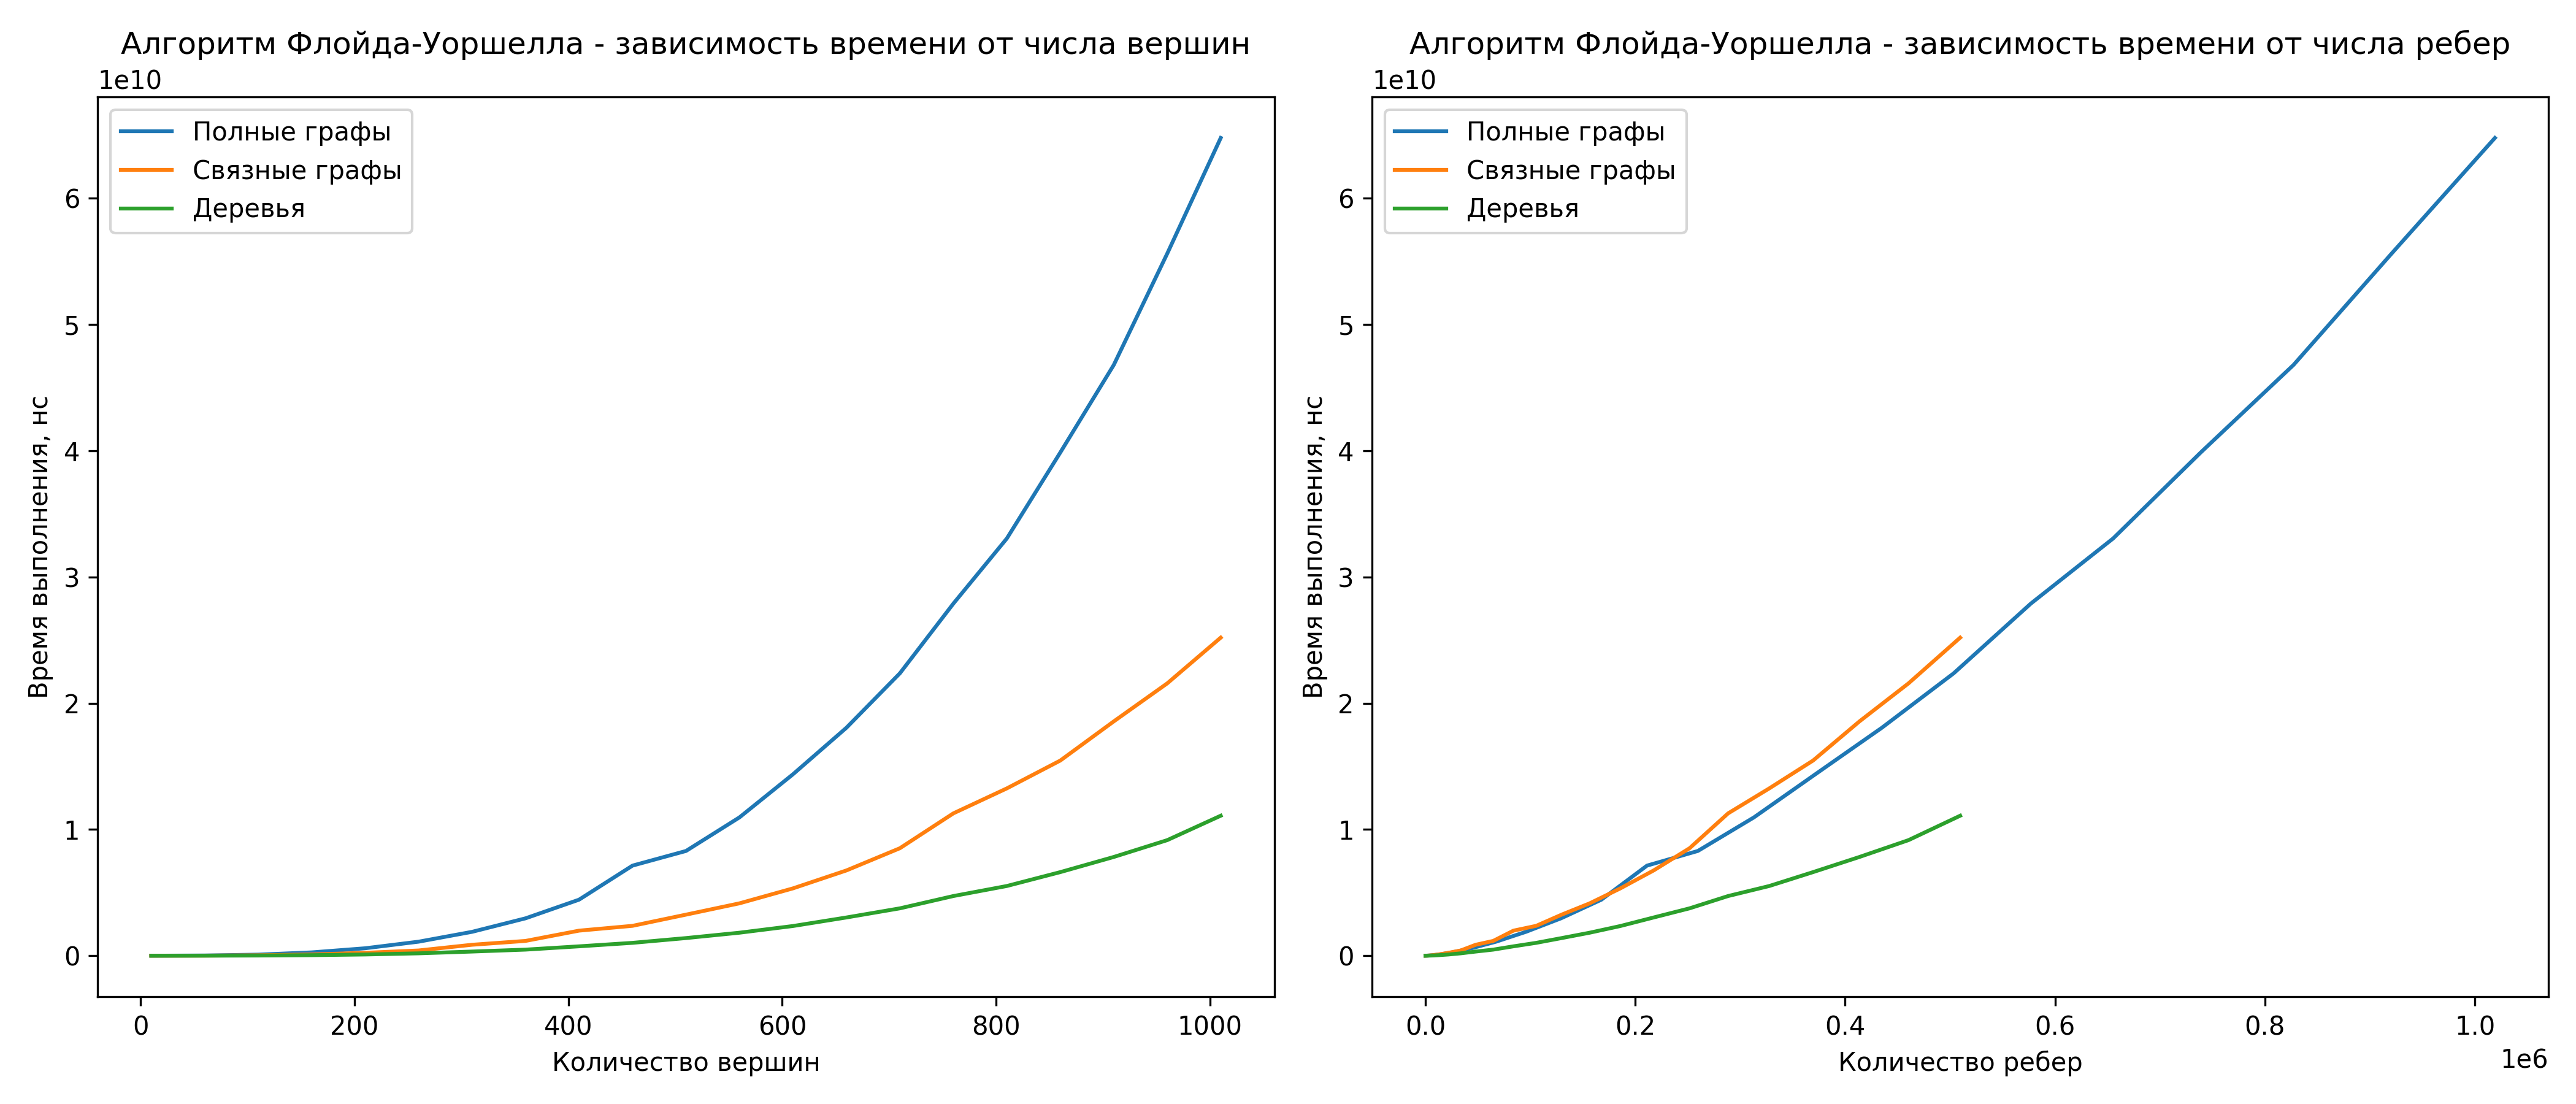 Алгоритм Флойда-Уоршелла - зависимость времени от числа вершин
1e10
Полные графы
Связные графы
Деревья
6
5
4
3
2
1
0
Время выполнения, нс
0 200 400 600 800 1000
Количество вершин
Алгоритм Флойда-Уоршелла - зависимость времени от числа ребер
1e10
Полные графы
Связные графы
Деревья
6
5
4
3
2
1
0
Время выполнения, нс
0.0 0.2 0.4 0.6 0.8 1.0
1e6
Количество ребер